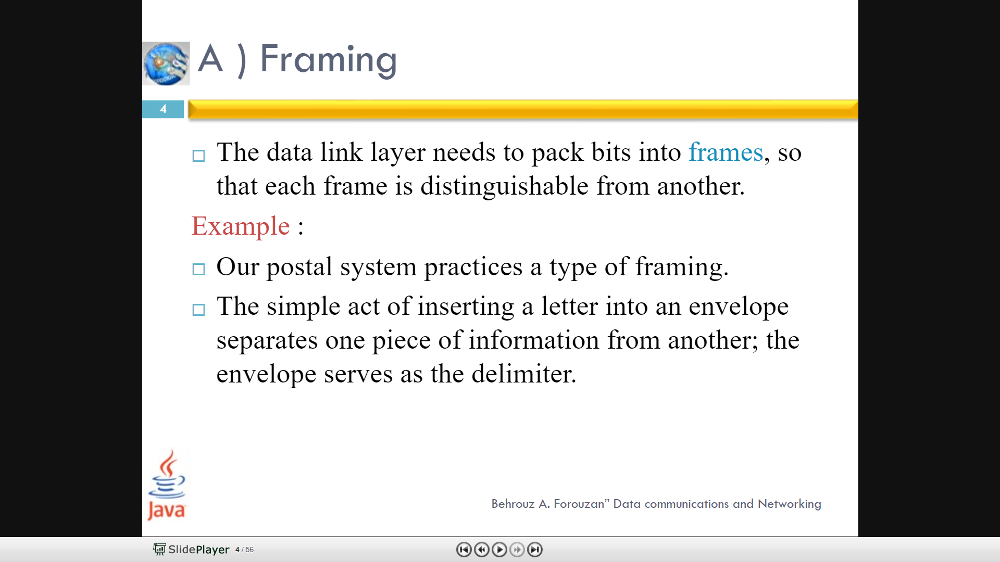 A ) Framing
4
The data link layer needs to pack bits into frames, so
that each frame is distinguishable from another.
Example :
Our postal system practices a type of framing.
The simple act of inserting a letter into an envelope
separates one piece of information from another; the
envelope serves as the delimiter.
Java
Behrouz A. Forouzan” Data communications and Networking
SlidePlayer 4 / 56